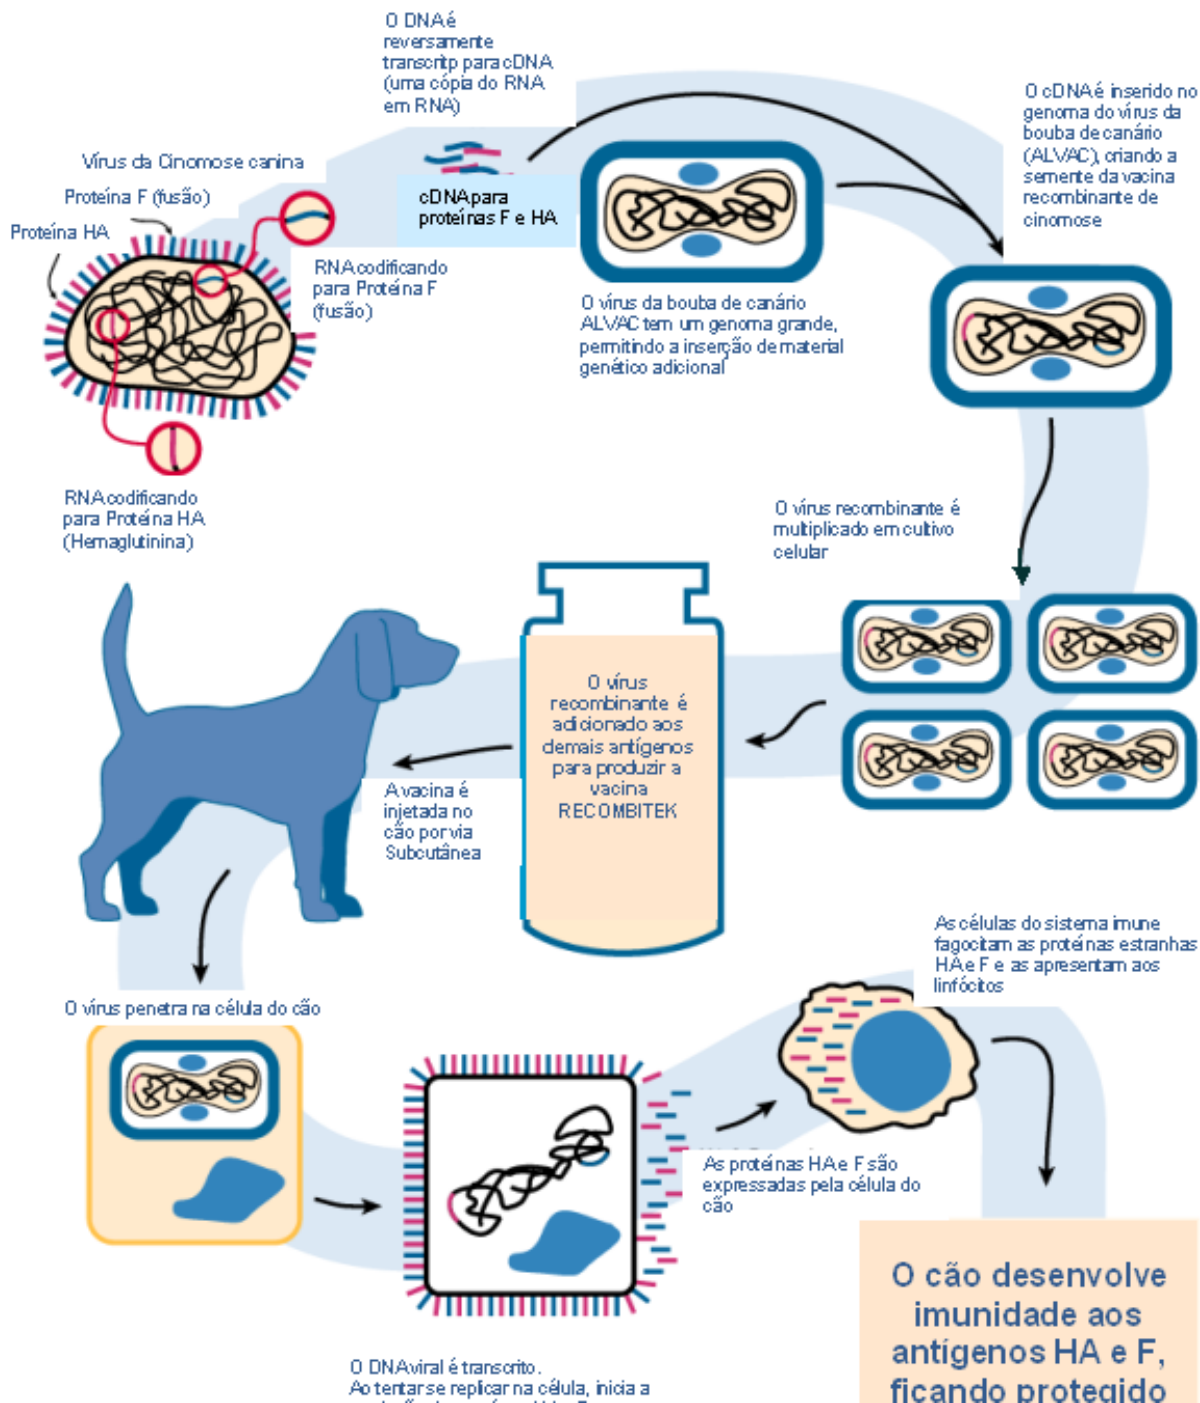 O DNA é
reversamente
transcritp para cDNA
(uma cópia do RNA
em RNA)
O cDNA é inserido no
genoma do vírus da
bouba de canário
(ALVAC), criando a
semente da vacina
recombinante de
cinomose
Vírus da Cinomose canina
Proteína F (fusão)
Proteína HA
cDNA para
proteínas F e HA
RNA codificando
para Proteína F
(fusão)
O vírus da bouba de canário
ALVAC tem um genoma grande,
permitindo a inserção de material
genético adicional
RNA codificando
para Proteína HA
(Hemaglutinina)
O vírus recombinante é
multiplicado em cultivo
celular
O vírus
recombinante é
adicionado aos
demais antígenos
para produzir a
vacina
RECOMBITEK
A vacina é
injetada no
cão por via
Subcutânea
As células do sistema imune
fagocitam as proteínas estranhas
HA e F e as apresentam aos
linfócitos
O vírus penetra na célula do cão
As proteínas HA e F são
expressadas pela célula do
cão
O cão desenvolve
imunidade aos
antígenos HA e F,
ficando protegido
O DNA viral é transcrito.
Ao tentar se replicar na célula, inicia a